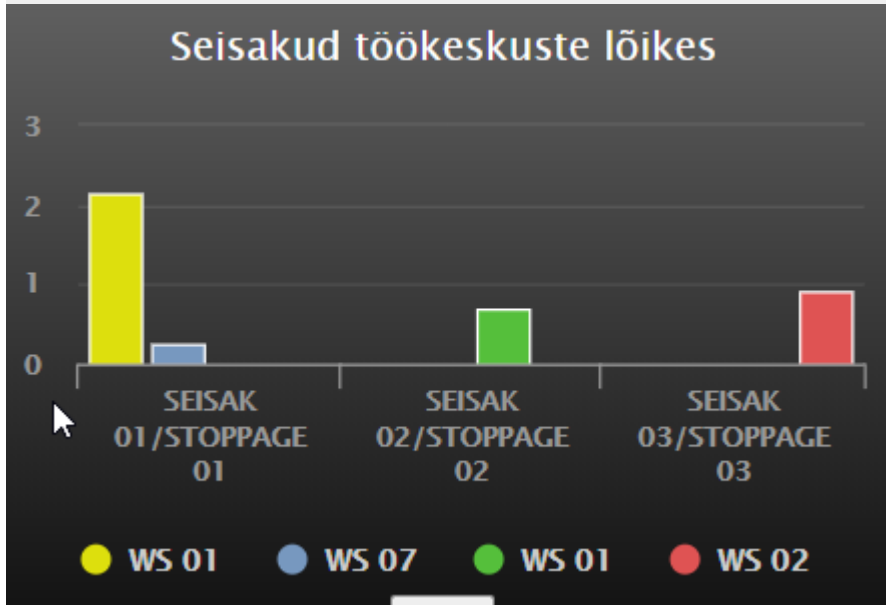 Seisakud töökeskuste lõikes
3
2
1
0
SEISAK
01/STOPPAGE
01
SEISAK
02/STOPPAGE
02
SEISAK
03/STOPPAGE
03
WS 01 WS 07 WS 01 WS 02